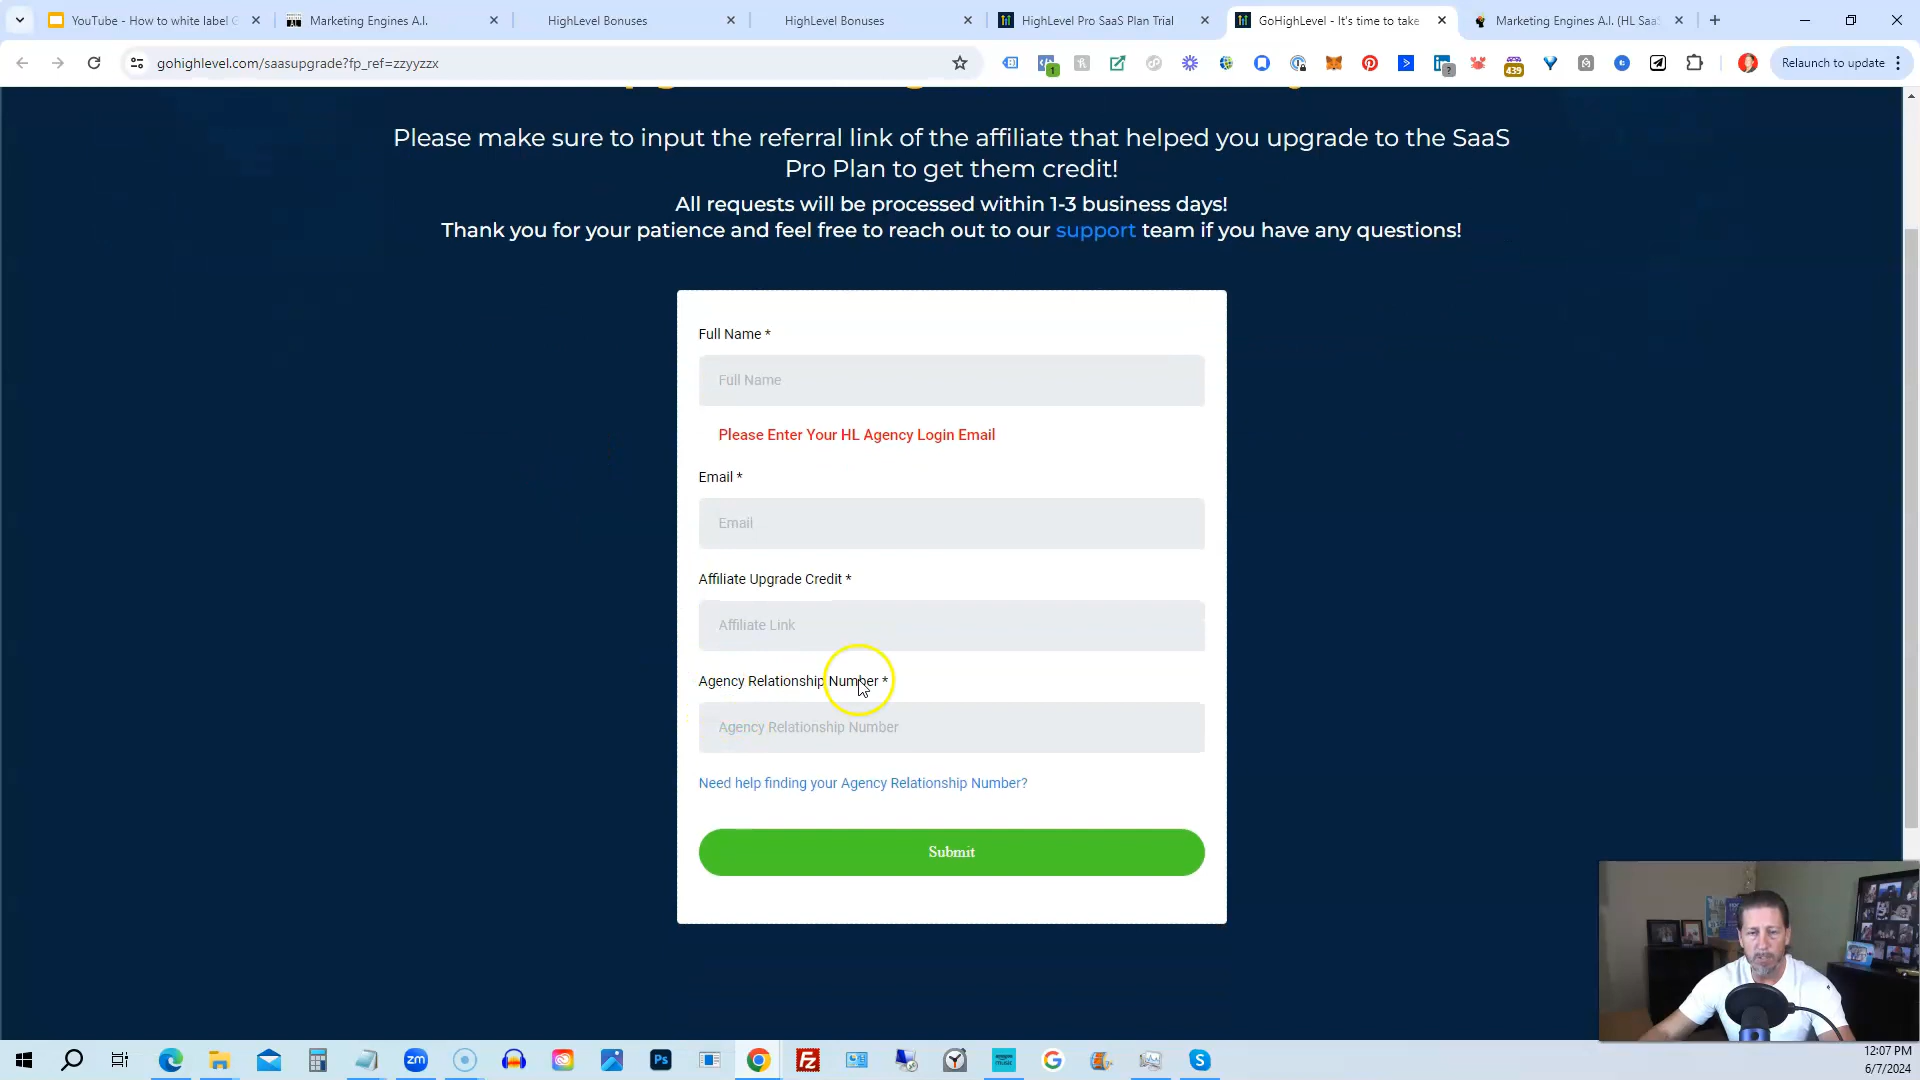 YouTube - How to white label G
Marketing Engines A.I.
HighLevel Bonuses
HighLevel Bonuses
HighLevel Pro SaaS Plan Trial
GoHighLevel - It's time to take
Marketing Engines A.I. (HL Saa
gohighlevel.com/saasupgrade?fp_ref=zzyyzzx
1
?
439
Relaunch to update
Please make sure to input the referral link of the affiliate that helped you upgrade to the SaaS
Pro Plan to get them credit!
All requests will be processed within 1-3 business days!
Thank you for your patience and feel free to reach out to our support team if you have any questions!
Full Name *
Full Name
Please Enter Your HL Agency Login Email
Email *
Email
Affiliate Upgrade Credit *
Affiliate Link
Agency Relationship Number *
Agency Relationship Number
Need help finding your Agency Relationship Number?
Submit
zm
Ps
12:07 PM
6/7/2024